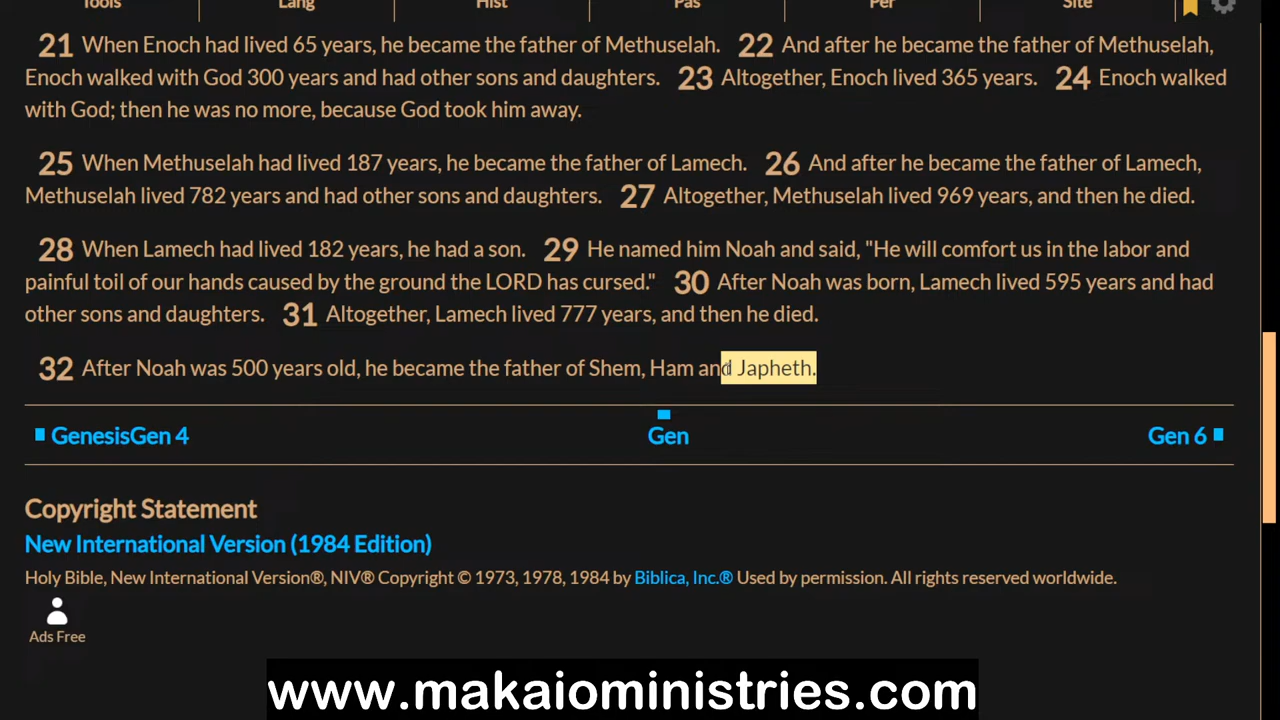 Tools Lang Hist Pas Per Site
21 When Enoch had lived 65 years, he became the father of Methuselah. 22 And after he became the father of Methuselah,
Enoch walked with God 300 years and had other sons and daughters. 23 Altogether, Enoch lived 365 years. 24 Enoch walked
with God; then he was no more, because God took him away.
25 When Methuselah had lived 187 years, he became the father of Lamech. 26 And after he became the father of Lamech,
Methuselah lived 782 years and had other sons and daughters. 27 Altogether, Methuselah lived 969 years, and then he died.
28 When Lamech had lived 182 years, he had a son. 29 He named him Noah and said, "He will comfort us in the labor and
painful toil of our hands caused by the ground the LORD has cursed." 30 After Noah was born, Lamech lived 595 years and had
other sons and daughters. 31 Altogether, Lamech lived 777 years, and then he died.
32 After Noah was 500 years old, he became the father of Shem, Ham and Japheth.
GenesisGen 4 Gen Gen 6
Copyright Statement
New International Version (1984 Edition)
Holy Bible, New International Version®, NIV® Copyright © 1973, 1978, 1984 by Biblica, Inc.® Used by permission. All rights reserved worldwide.
Ads Free
www.makaioministries.com